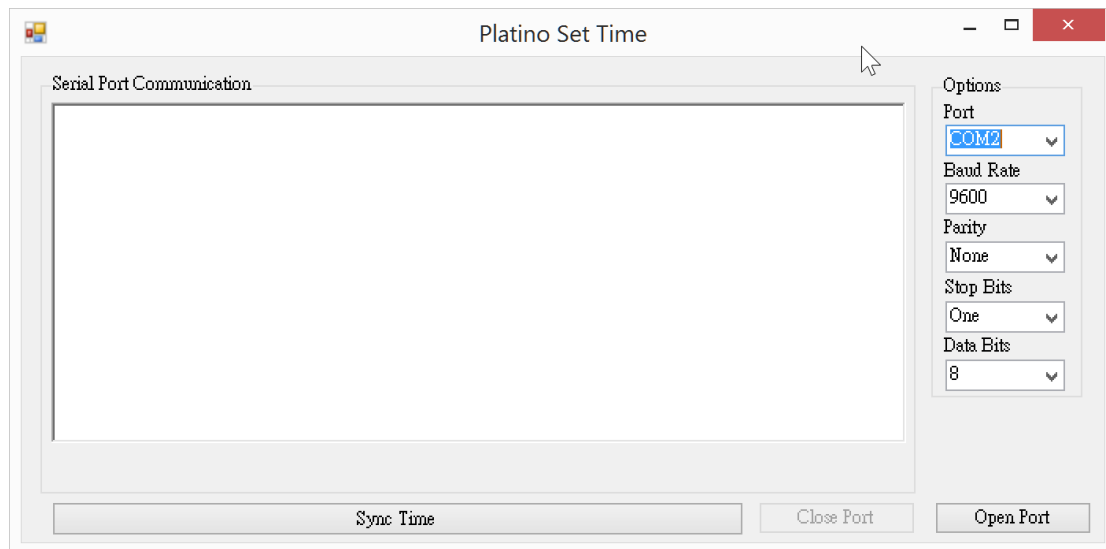 Platino Set Time
Serial Port Communication
Options
Port
COM2
Baud Rate
9600
Parity
None
Stop Bits
One
Data Bits
8
Sync Time
Close Port
Open Port